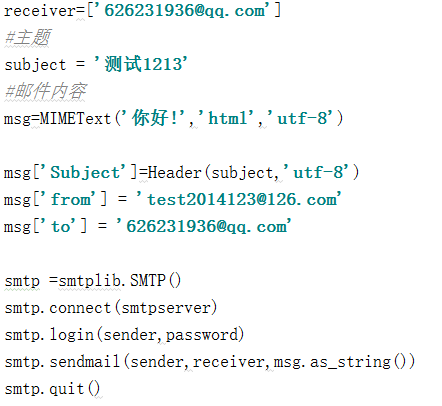 receiver=['626231936@qq.com']
#主题
subject = '测试1213'
#邮件内容
msg=MIMEText('你好!','html','utf-8')
msg['Subject']=Header(subject,'utf-8')
msg['from'] = 'test2014123@126.com'
msg['to'] = '626231936@qq.com'
smtp =smtplib.SMTP()
smtp.connect(smtpserver)
smtp.login(sender,password)
smtp.sendmail(sender,receiver,msg.as_string())
smtp.quit()